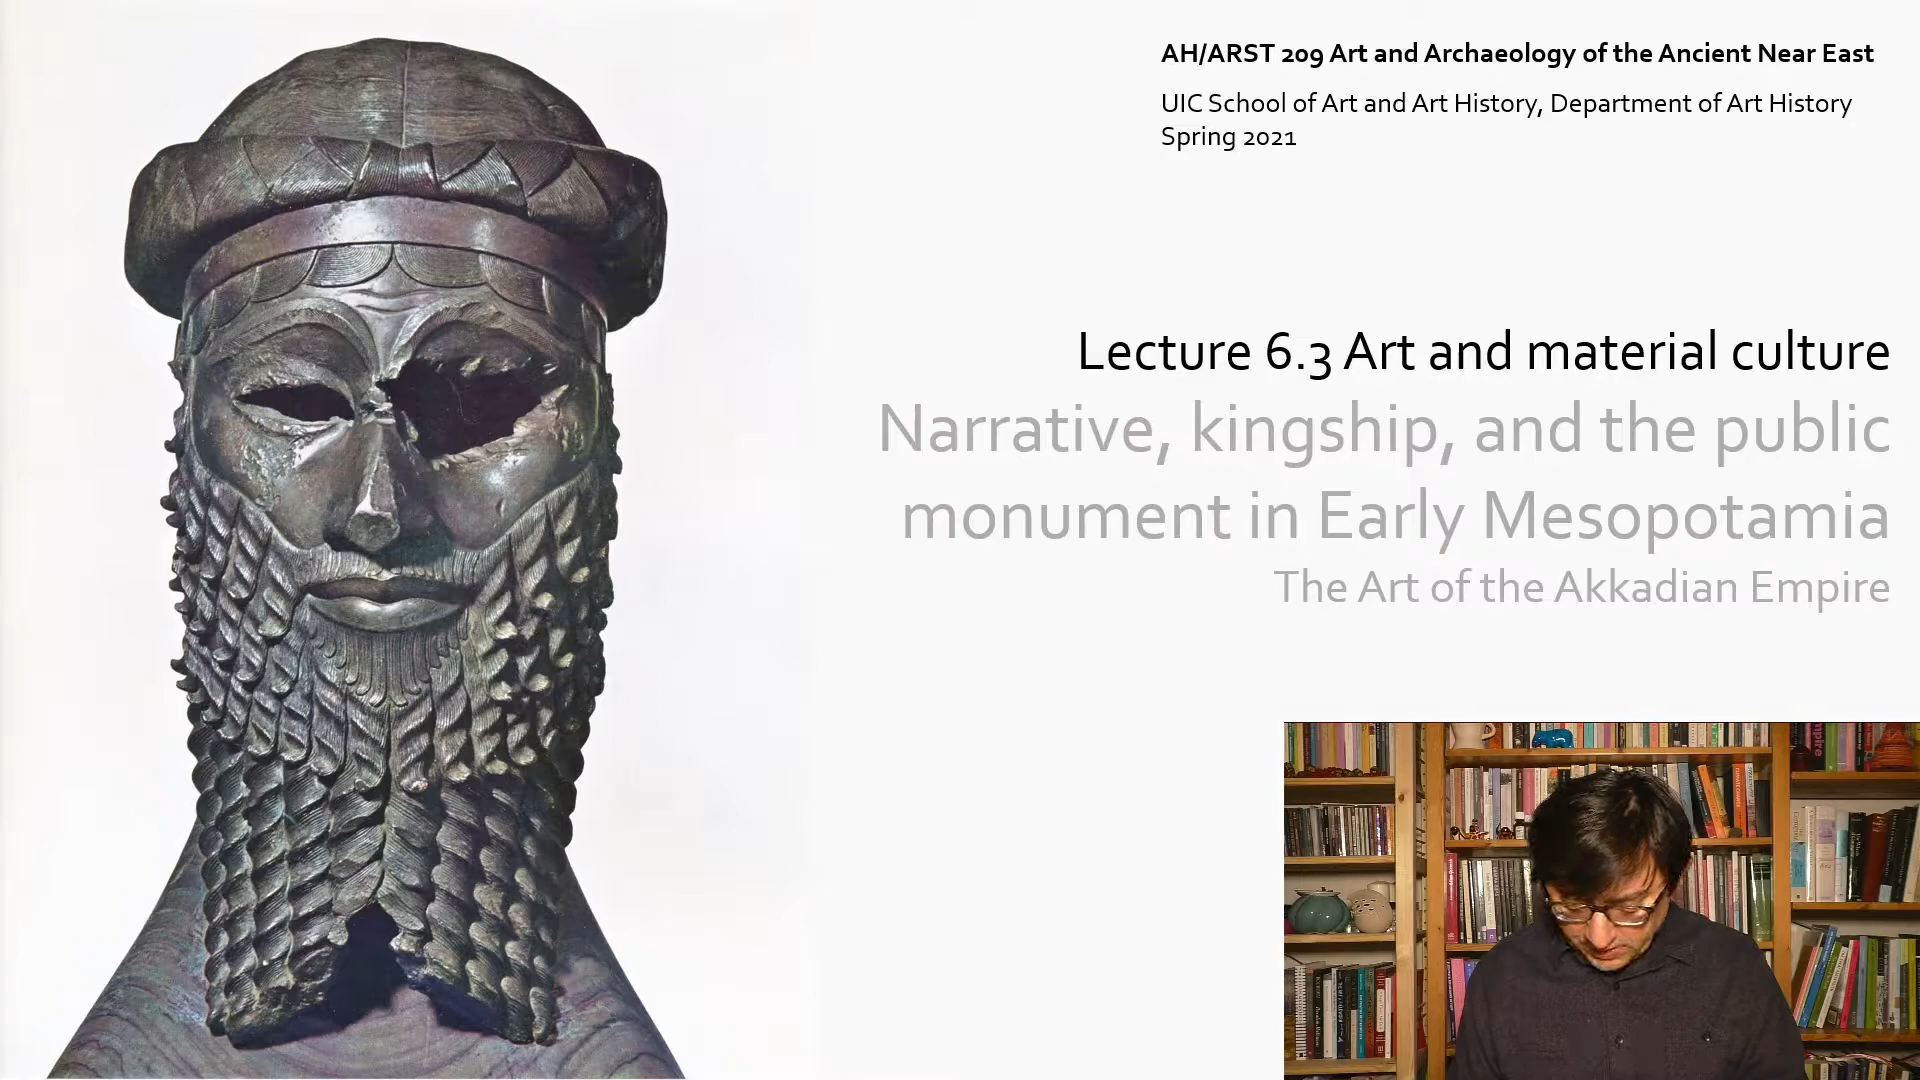 AH/ARST 209 Art and Archaeology of the Ancient Near East
UIC School of Art and Art History, Department of Art History
Spring 2021
Lecture 6.3 Art and material culture
Narrative, kingship, and the public
monument in Early Mesopotamia
The Art of the Akkadian Empire